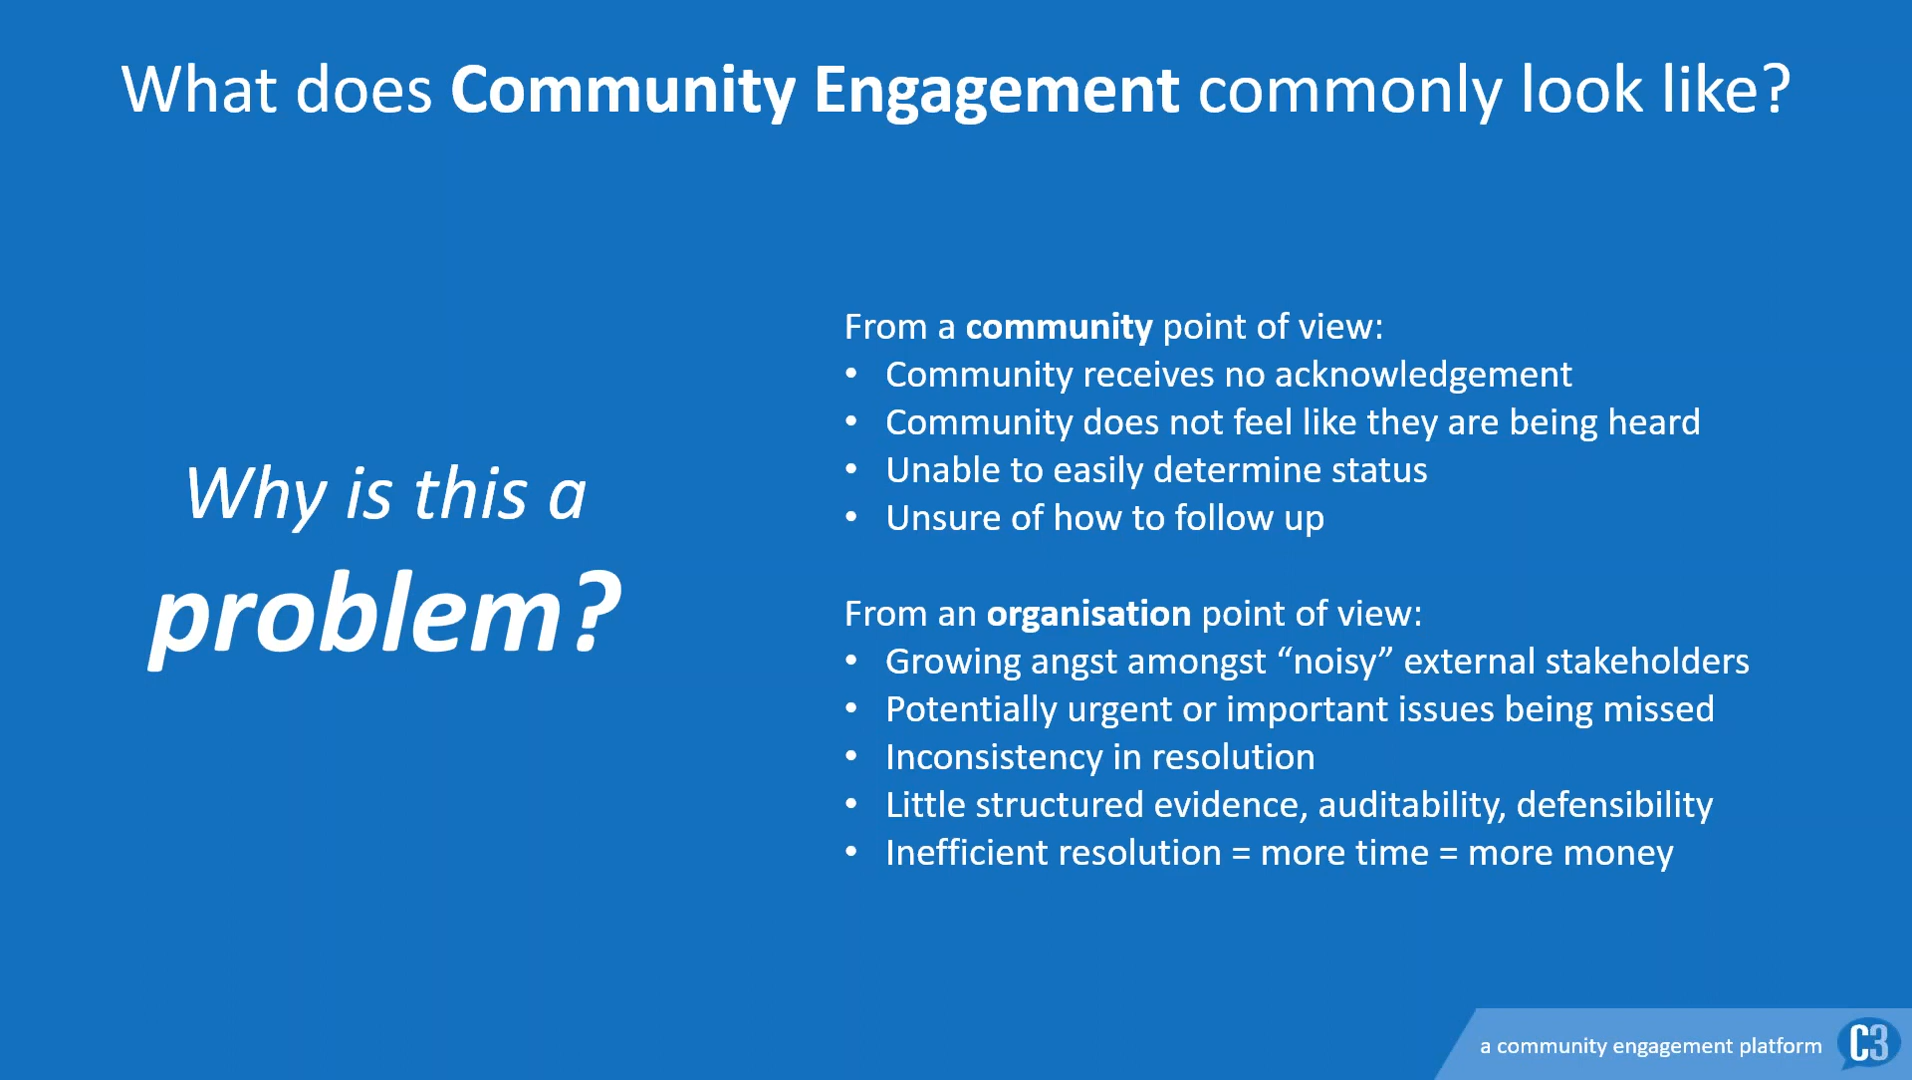 What does Community Engagement commonly look like?
Why is this a
problem?
From a community point of view:
• Community receives no acknowledgement
• Community does not feel like they are being heard
• Unable to easily determine status
• Unsure of how to follow up
From an organisation point of view:
• Growing angst amongst “noisy” external stakeholders
• Potentially urgent or important issues being missed
• Inconsistency in resolution
• Little structured evidence, auditability, defensibility
• Inefficient resolution = more time = more money
a community engagement platform
C3